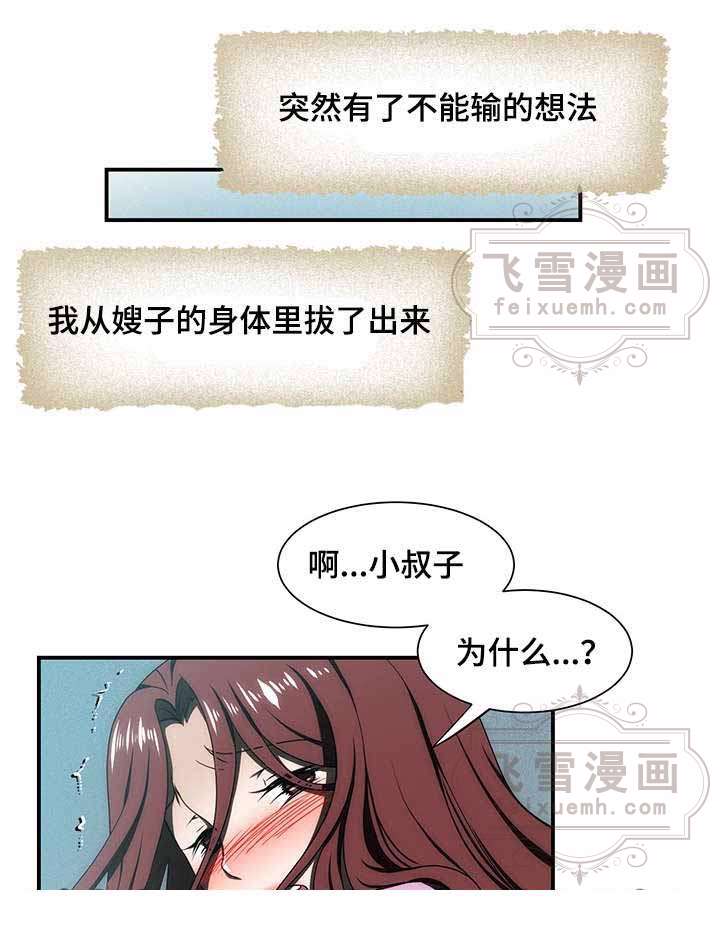 突然有了不能输的想法
飞雪漫画
feixuemh.com
我从嫂子的身体里拔了出来
啊...小叔子
为什么...？
飞雪漫画
feixuemh.com